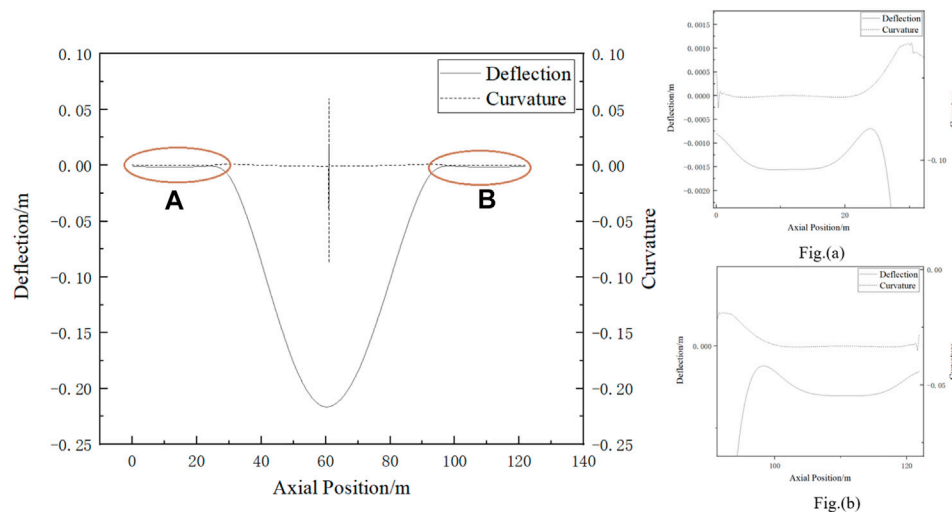 0.10
0.05
0.00
-0.05
-0.10
-0.15
-0.20
-0.25
Deflection/m
0 20 40 60 80 100 120 140
Axial Position/m
0.10
0.05
0.00
-0.05
-0.10
-0.15
-0.20
-0.25
Curvature
Deflection
Curvature
A
B
0.0015
0.0010
0.0005
0.0000
-0.0005
-0.0010
-0.0015
-0.0020
Deflection/m
0 20
Axial Position/m
-0.10
Deflection
Curvature
Fig.(a)
0.000
Deflection/m
100 120
Axial Position/m
0.00
-0.05
Curvature
Deflection
Curvature
Fig.(b)